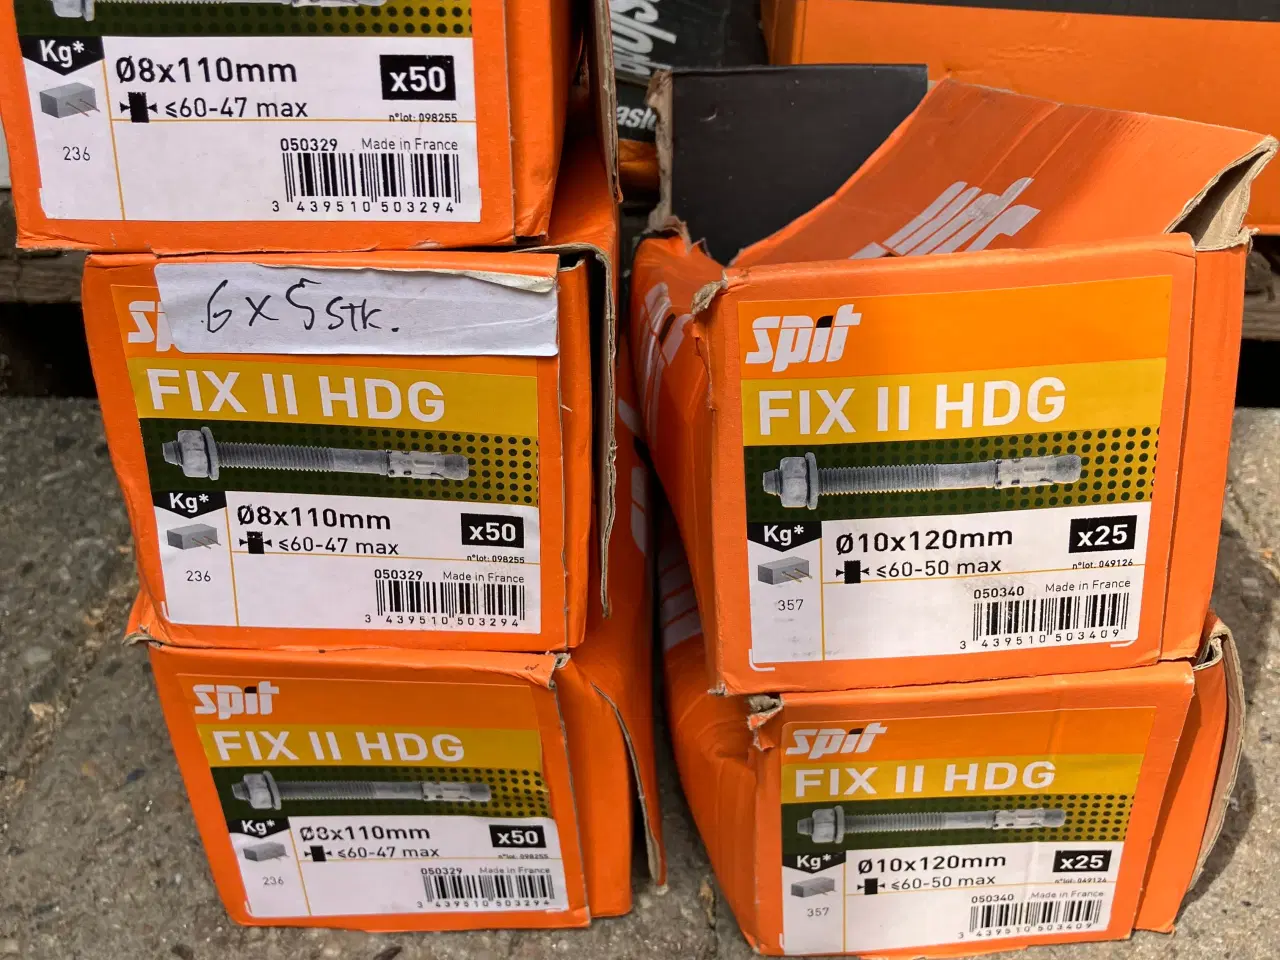 Kg*
Ø8x110mm
x50
≤60-47 max
n°lot: 098255
236
050329 Made in France
3 439510 503294
6 x 5 Stk.
FIX II HDG
Kg*
Ø8x110mm
x50
≤60-47 max
n°lot: 098255
236
050329 Made in France
3 439510 503294
spit
FIX II HDG
Kg*
Ø8x110mm
x50
≤60-47 max
n°lot: 098255
236
050329 Made in France
3 439510 503294
spit
FIX II HDG
Kg*
Ø10x120mm
x25
≤60-50 max
n°lot: 049126
357
050340 Made in France
3 439510 503409
spit
FIX II HDG
Kg*
Ø10x120mm
x25
≤60-50 max
n°lot: 049126
357
050340 Made in France
3 439510 503409